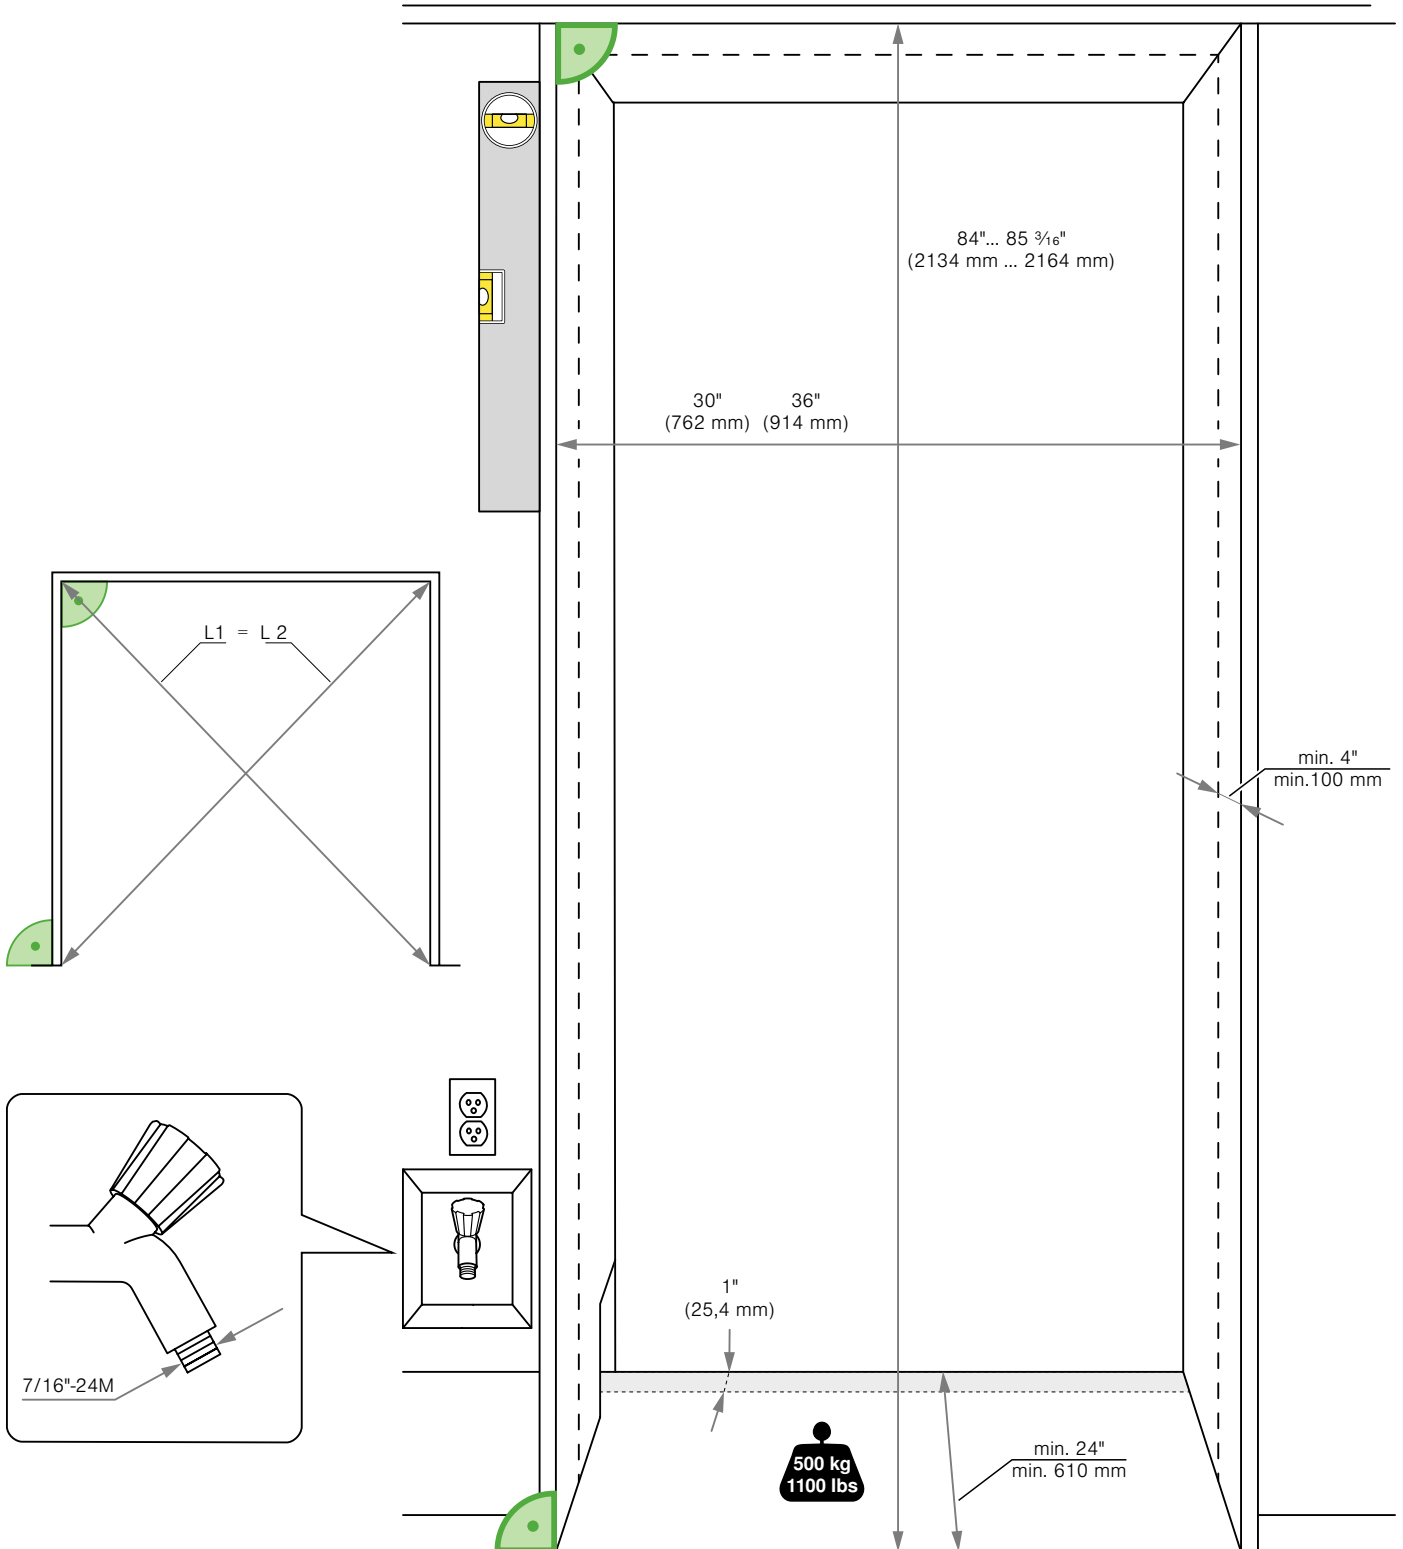 84"... 85 ³⁄₁₆"
(2134 mm ... 2164 mm)
30" 36"
(762 mm) (914 mm)
L1 = L 2
min. 4"
min.100 mm
1"
(25,4 mm)
7/16"-24M
min. 24"
min. 610 mm
500 kg
1100 lbs